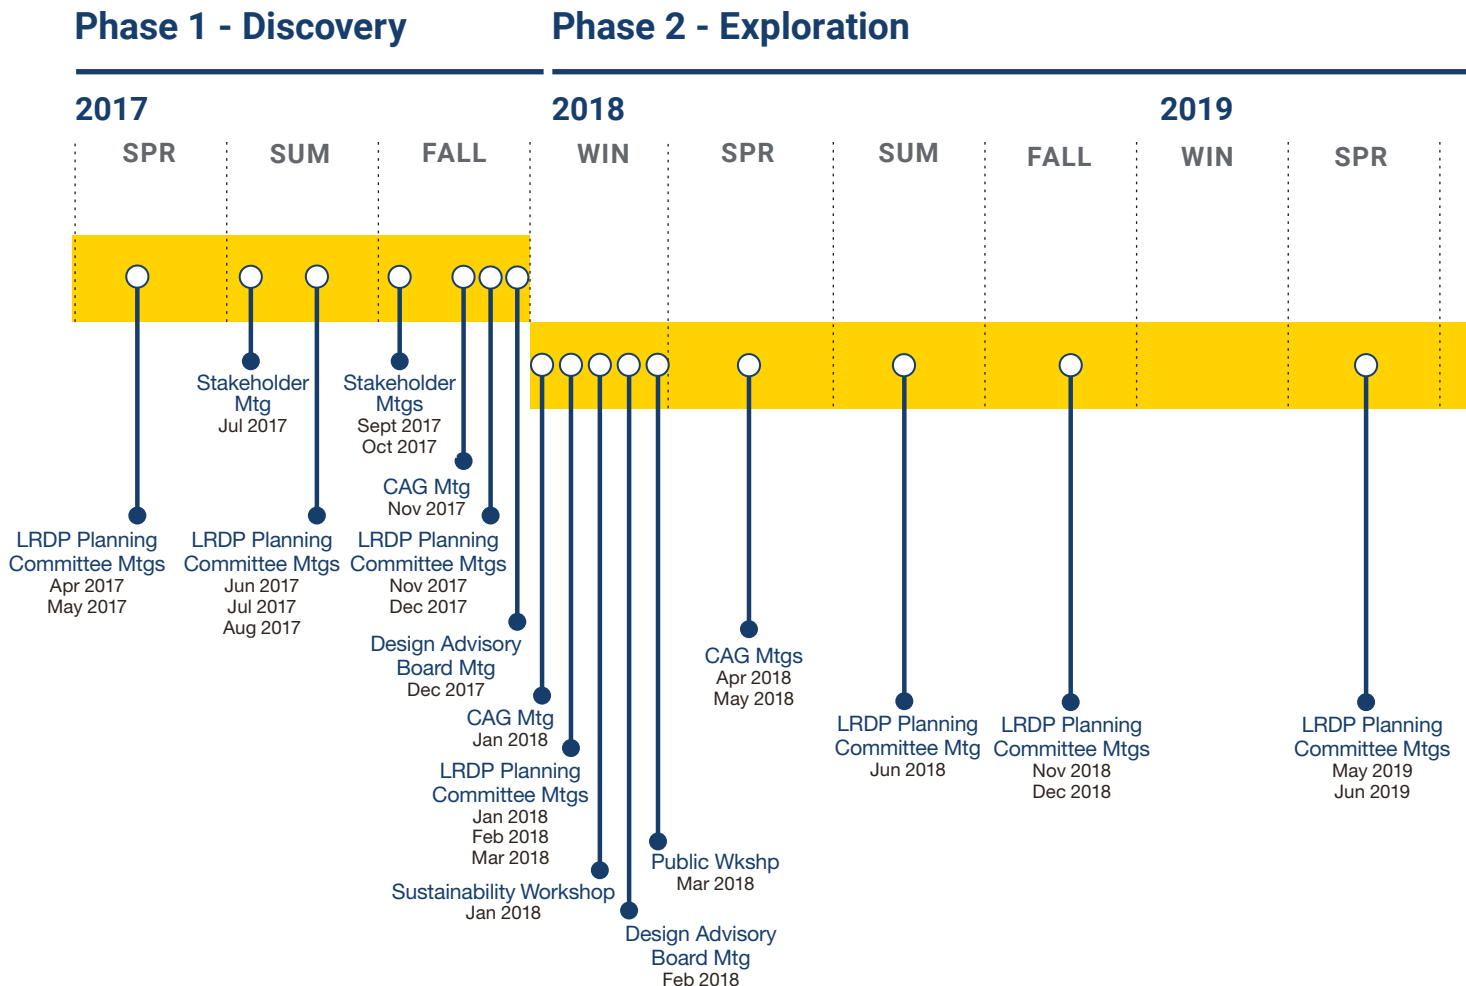 Phase 1 - Discovery
Phase 2 - Exploration
2017
2018
2019
SPR
SUM
FALL
WIN
SPR
SUM
FALL
WIN
SPR
Stakeholder
Mtg
Jul 2017
Stakeholder
Mtgs
Sept 2017
Oct 2017
CAG Mtg
Nov 2017
LRDP Planning
Committee Mtgs
Apr 2017
May 2017
LRDP Planning
Committee Mtgs
Jun 2017
Jul 2017
Aug 2017
LRDP Planning
Committee Mtgs
Nov 2017
Dec 2017
Design Advisory
Board Mtg
Dec 2017
CAG Mtg
Jan 2018
LRDP Planning
Committee Mtgs
Jan 2018
Feb 2018
Mar 2018
Sustainability Workshop
Jan 2018
Design Advisory
Board Mtg
Feb 2018
Public Wkshp
Mar 2018
CAG Mtgs
Apr 2018
May 2018
LRDP Planning
Committee Mtg
Jun 2018
LRDP Planning
Committee Mtgs
Nov 2018
Dec 2018
LRDP Planning
Committee Mtgs
May 2019
Jun 2019